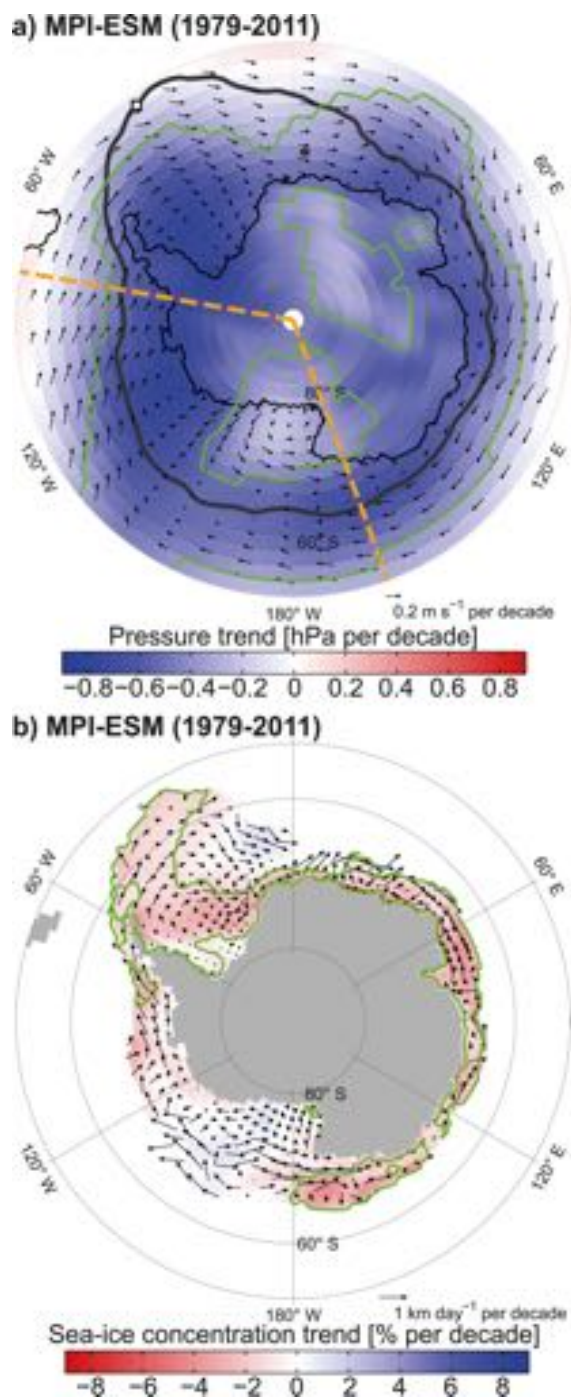 a) MPI-ESM (1979-2011)
60° W
60° E
80° S
120° W
120° E
60° S
180° W
0.2 m s⁻¹ per decade
Pressure trend [hPa per decade]
−0.8 −0.6 −0.4 −0.2 0 0.2 0.4 0.6 0.8
b) MPI-ESM (1979-2011)
60° W
60° E
80° S
120° W
120° E
60° S
180° W
1 km day⁻¹ per decade
Sea-ice concentration trend [% per decade]
−8 −6 −4 −2 0 2 4 6 8